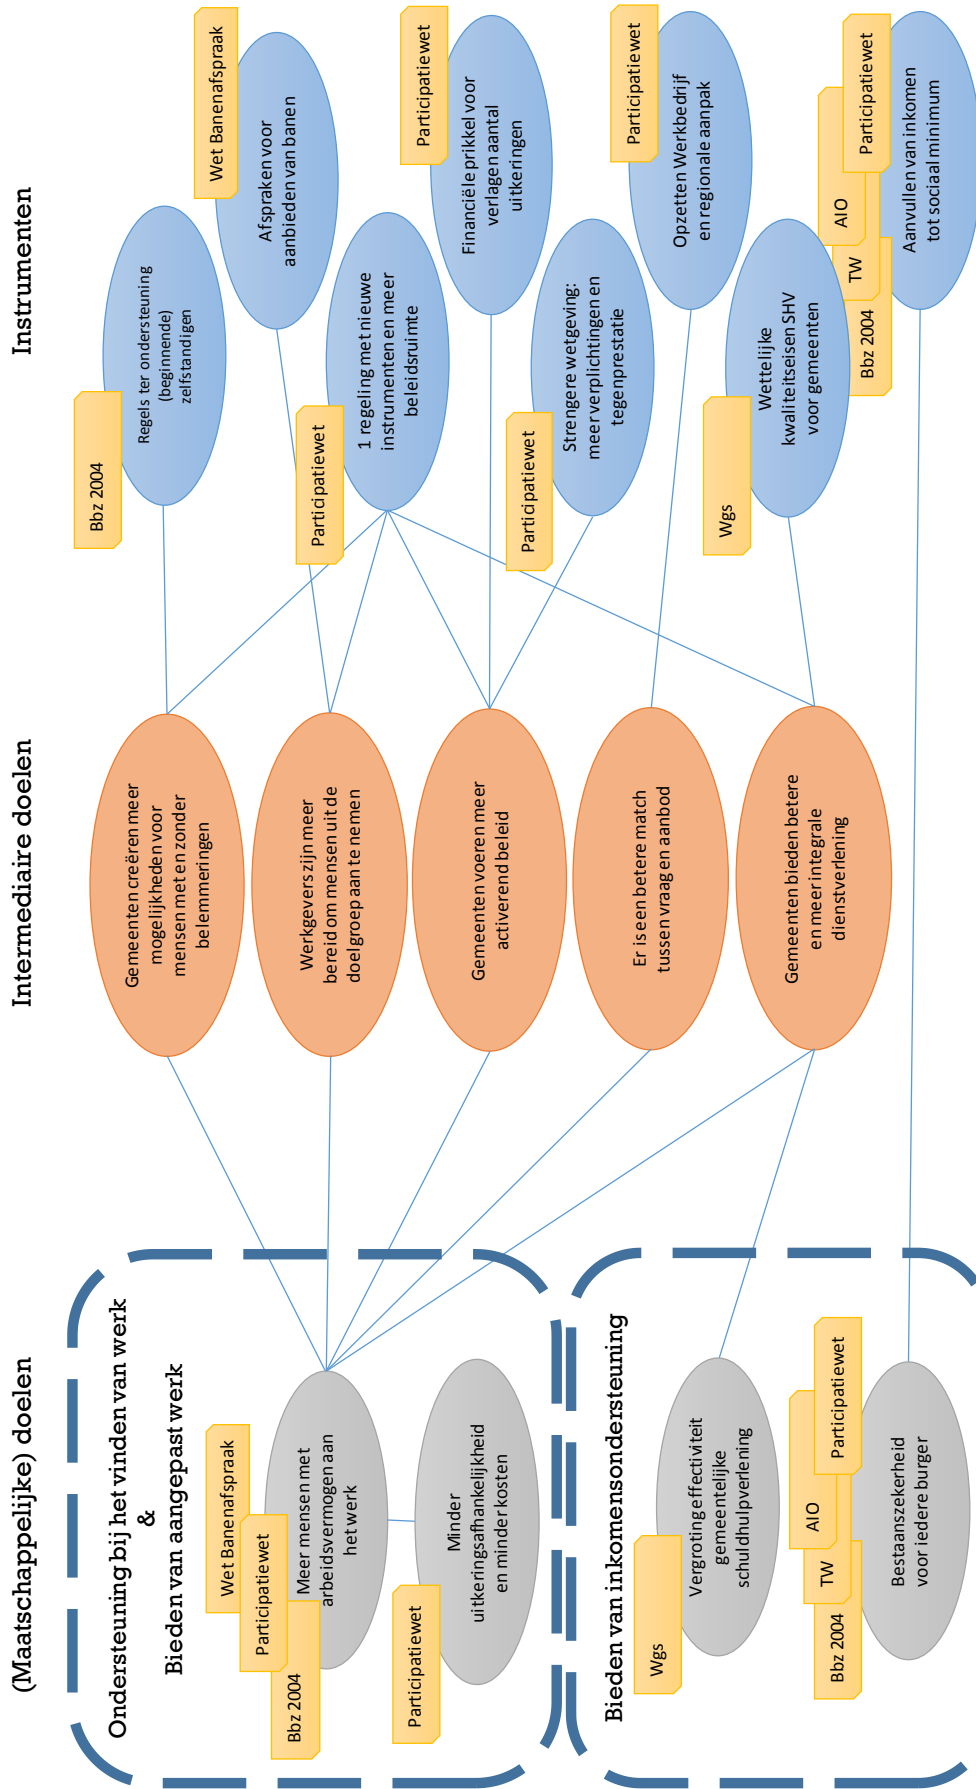 (Maatschappelijke) doelen
Intermediaire doelen
Instrumenten
Ondersteuning bij het vinden van werk
&
Bieden van aangepast werk
Wet Banenafspraak
Participatiewet
Bbz 2004
Meer mensen met
arbeidsvermogen aan
het werk
Participatiewet
Minder
uitkeringsafhankelijkheid
en minder kosten
Bieden van inkomensondersteuning
Wgs
Vergroting effectiviteit
gemeentelijke
schuldhulpverlening
Bbz 2004
TW
AIO
Participatiewet
Bestaanszekerheid
voor iedere burger
Gemeenten creëren meer
mogelijkheden voor
mensen met en zonder
belemmeringen
Werkgevers zijn meer
bereid om mensen uit de
doelgroep aan te nemen
Gemeenten voeren meer
activerend beleid
Er is een betere match
tussen vraag en aanbod
Gemeenten bieden betere
en meer integrale
dienstverlening
Bbz 2004
Regels ter ondersteuning
(beginnende)
zelfstandigen
Wet Banenafspraak
Afspraken voor
aanbieden van banen
Participatiewet
1 regeling met nieuwe
instrumenten en meer
beleidsruimte
Participatiewet
Financiële prikkel voor
verlagen aantal
uitkeringen
Participatiewet
Strengere wetgeving:
meer verplichtingen en
tegenprestatie
Participatiewet
Opzetten Werkbedrijf
en regionale aanpak
Wgs
Wettelijke
kwaliteitseisen SHV
voor gemeenten
Bbz 2004
TW
AIO
Participatiewet
Aanvullen van inkomen
tot sociaal minimum